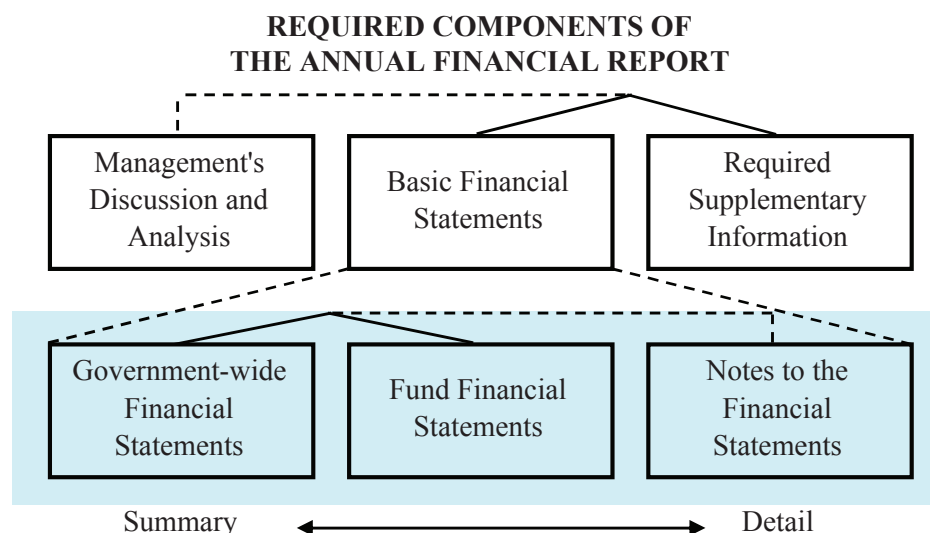 REQUIRED COMPONENTS OF
THE ANNUAL FINANCIAL REPORT
Management's
Discussion and
Analysis
Basic Financial
Statements
Required
Supplementary
Information
Government-wide
Financial
Statements
Fund Financial
Statements
Notes to the
Financial
Statements
Summary
Detail